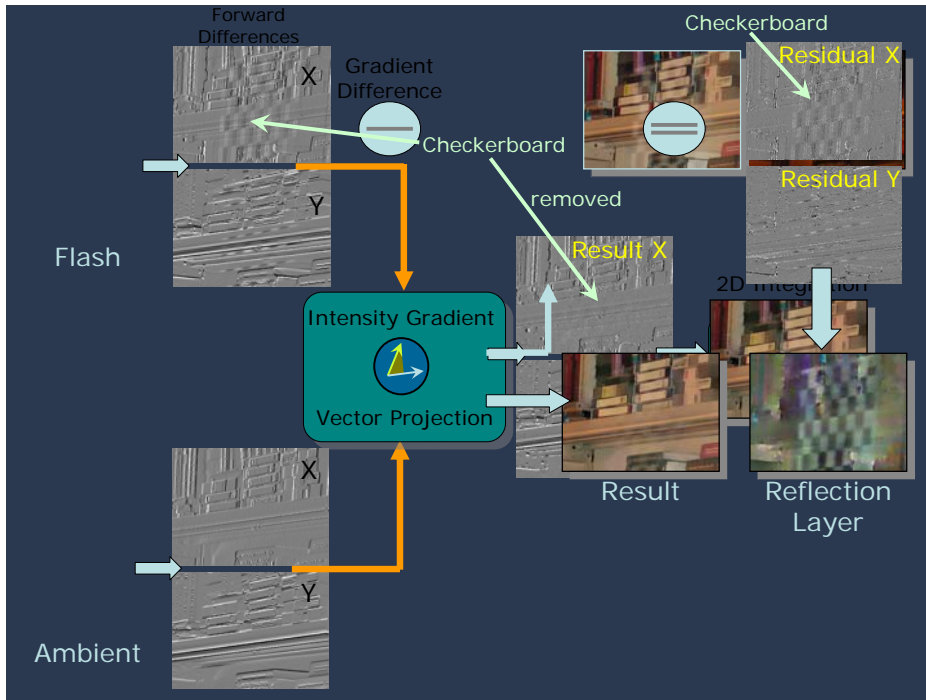 Forward
Differences
X
Gradient
Difference
Y
Flash
Checkerboard
Residual X
Checkerboard
Residual Y
removed
Result X
2D Integration
Intensity Gradient
Vector Projection
Result
Reflection
Layer
X
Y
Ambient